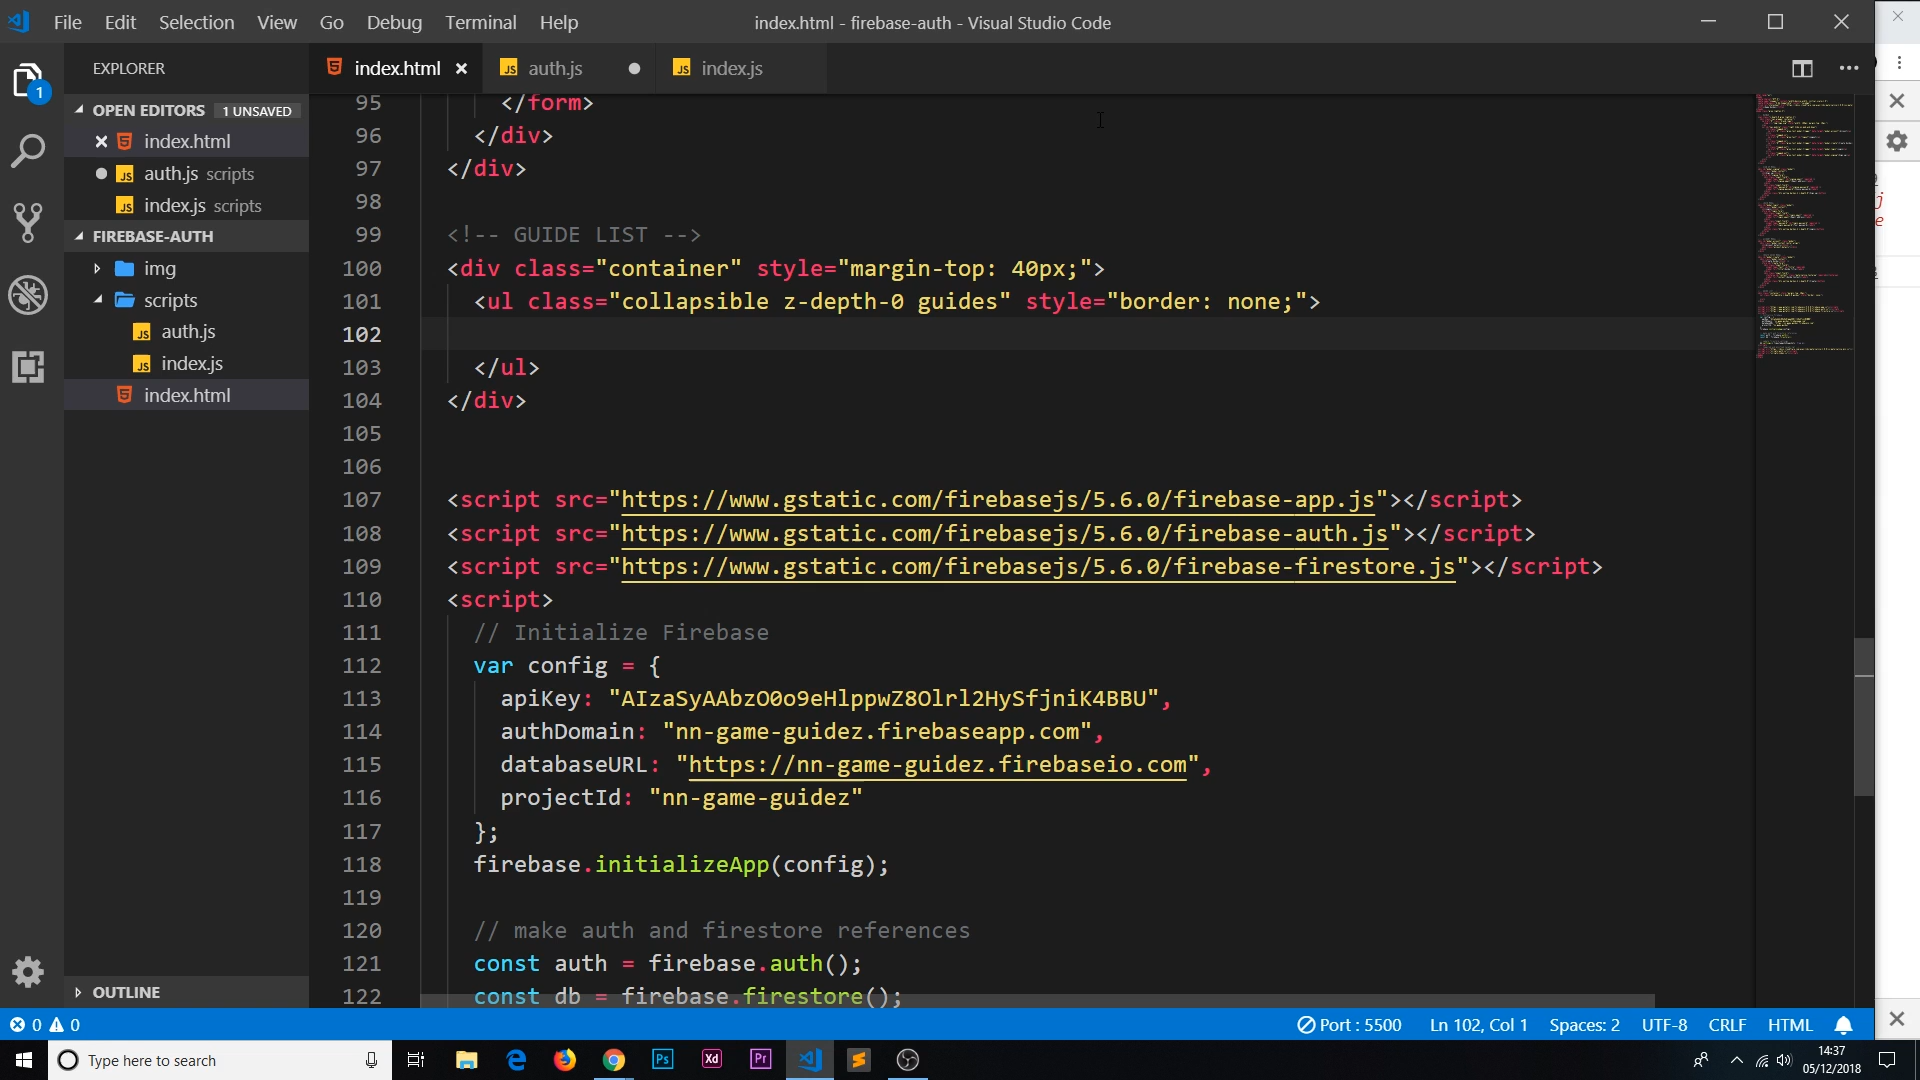 File Edit Selection View Go Debug Terminal Help
index.html - firebase-auth - Visual Studio Code
EXPLORER
index.html
JS auth.js
JS index.js
1
OPEN EDITORS 1 UNSAVED
index.html
JS auth.js scripts
JS index.js scripts
FIREBASE-AUTH
img
scripts
JS auth.js
JS index.js
index.html
OUTLINE
95 </form>
96 </div>
97 </div>
98
99 <!-- GUIDE LIST -->
100 <div class="container" style="margin-top: 40px;">
101 <ul class="collapsible z-depth-0 guides" style="border: none;">
102
103 </ul>
104 </div>
105
106
107 <script src="https://www.gstatic.com/firebasejs/5.6.0/firebase-app.js"></script>
108 <script src="https://www.gstatic.com/firebasejs/5.6.0/firebase-auth.js"></script>
109 <script src="https://www.gstatic.com/firebasejs/5.6.0/firebase-firestore.js"></script>
110 <script>
111 // Initialize Firebase
112 var config = {
113 apiKey: "AIzaSyAAbzO0o9eHlppwZ8Olrl2HySfjniK4BBU",
114 authDomain: "nn-game-guidez.firebaseapp.com",
115 databaseURL: "https://nn-game-guidez.firebaseio.com",
116 projectId: "nn-game-guidez"
117 };
118 firebase.initializeApp(config);
119
120 // make auth and firestore references
121 const auth = firebase.auth();
122 const db = firebase.firestore();
0 0
Port : 5500 Ln 102, Col 1 Spaces: 2 UTF-8 CRLF HTML
Type here to search
Ps Xd Pr
14:37
05/12/2018